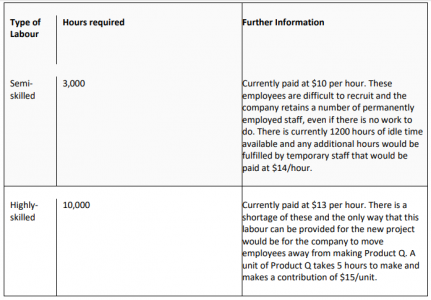 Type of Labour Hours required Further Information
Semi-skilled 3,000 Currently paid at $10 per hour. These
employees are difficult to recruit and the
company retains a number of permanently
employed staff, even if there is no work to
do. There is currently 1200 hours of idle time
available and any additional hours would be
fulfilled by temporary staff that would be
paid at $14/hour.
Highly-skilled 10,000 Currently paid at $13 per hour. There is a
shortage of these and the only way that this
labour can be provided for the new project
would be for the company to move
employees away from making Product Q. A
unit of Product Q takes 5 hours to make and
makes a contribution of $15/unit.